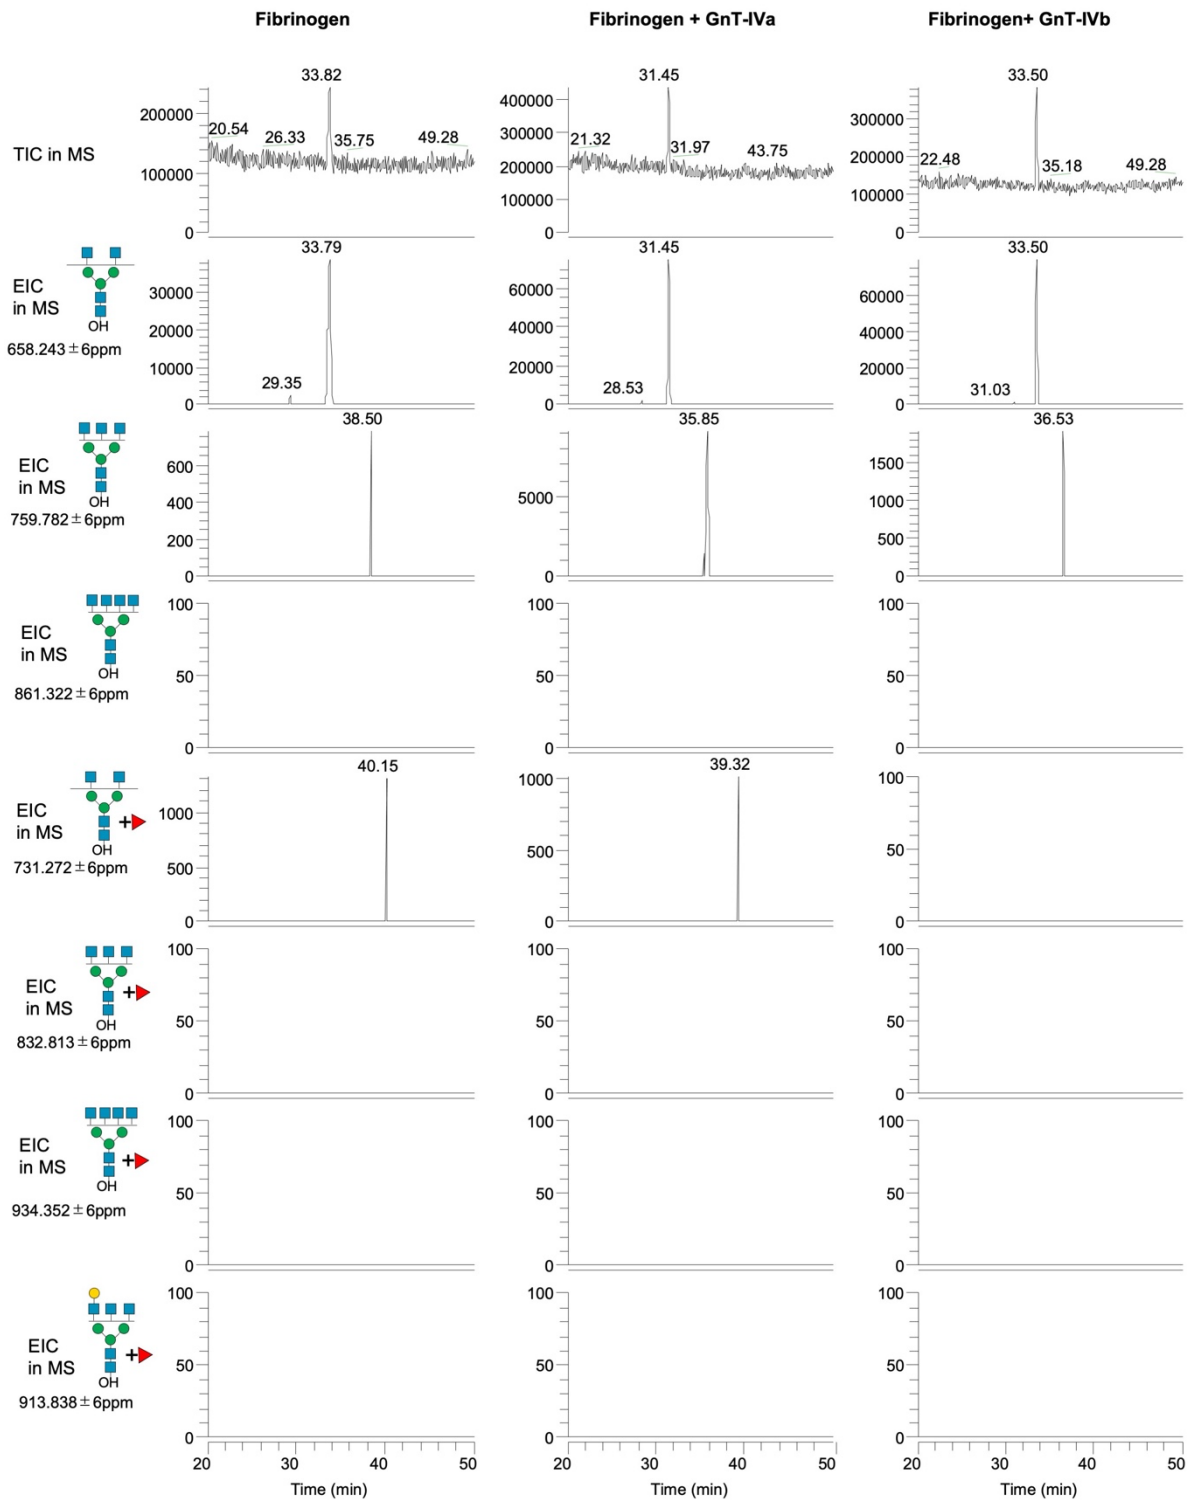 Fibrinogen
Fibrinogen + GnT-IVa
Fibrinogen+ GnT-IVb
TIC in MS
33.82
20.54
26.33
35.75
49.28
200000
100000
0
31.45
21.32
31.97
43.75
400000
300000
200000
100000
0
33.50
22.48
35.18
49.28
300000
200000
100000
0
EIC
in MS
OH
658.243±6ppm
33.79
29.35
30000
20000
10000
0
31.45
28.53
60000
40000
20000
0
33.50
31.03
60000
40000
20000
0
EIC
in MS
OH
759.782±6ppm
38.50
600
400
200
0
35.85
5000
0
36.53
1500
1000
500
0
EIC
in MS
OH
861.322±6ppm
100
50
0
100
50
0
100
50
0
EIC
in MS
+
OH
731.272±6ppm
40.15
1000
500
0
39.32
1000
500
0
100
50
0
EIC
in MS
+
OH
832.813±6ppm
100
50
0
100
50
0
100
50
0
EIC
in MS
+
OH
934.352±6ppm
100
50
0
100
50
0
100
50
0
EIC
in MS
+
OH
913.838±6ppm
100
50
0
100
50
0
100
50
0
20 30 40 50
20 30 40 50
20 30 40 50
Time (min)
Time (min)
Time (min)